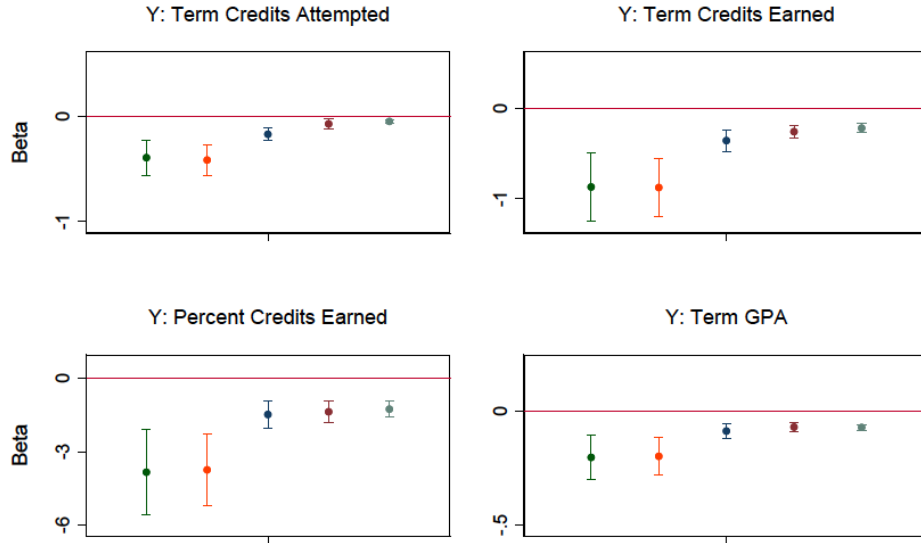 Y: Term Credits Attempted
Y: Term Credits Earned
Beta
0
-1
0
-1
Y: Percent Credits Earned
Y: Term GPA
Beta
0
-3
-6
0
-.5